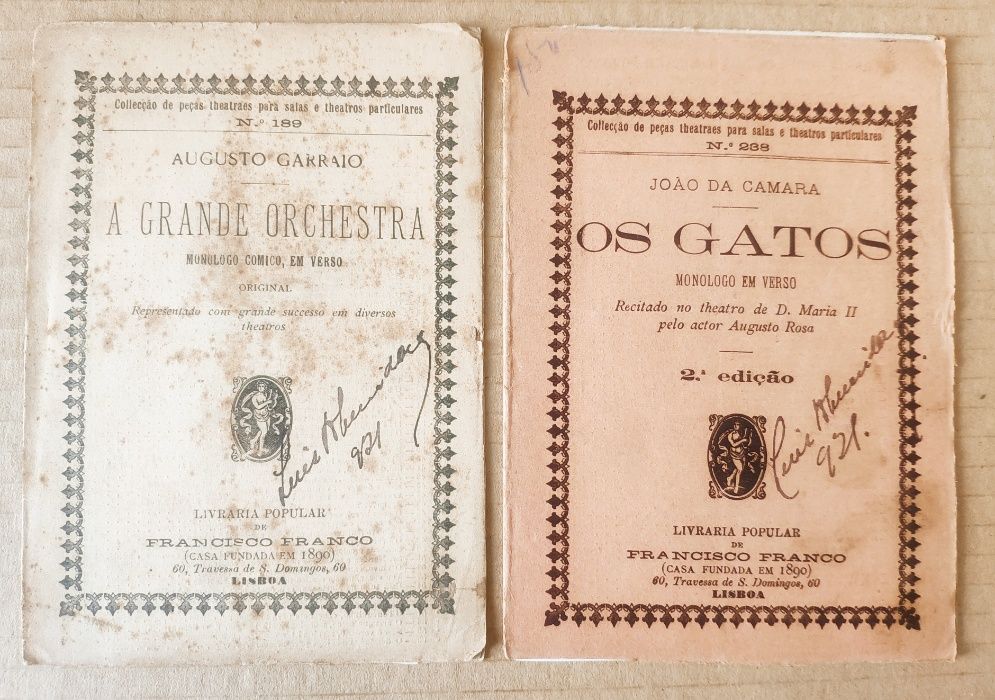 Collecção de peças theatraes para salas e theatros particulares
N.º 189
AUGUSTO GARRAIO
A GRANDE ORCHESTRA
MONOLOGO COMICO, EM VERSO
ORIGINAL
Representado com grande successo em diversos
theatros
Luis
921
LIVRARIA POPULAR
DE
FRANCISCO FRANCO
(CASA FUNDADA EM 1890)
60, Travessa de S. Domingos, 60
LISBOA
Collecção de peças theatraes para salas e theatros particulares
N.º 238
JOÃO DA CAMARA
OS GATOS
MONOLOGO EM VERSO
Recitado no theatro de D. Maria II
pelo actor Augusto Rosa
2.ª edição
Luis
921.
LIVRARIA POPULAR
DE
FRANCISCO FRANCO
(CASA FUNDADA EM 1890)
60, Travessa de S. Domingos, 60
LISBOA